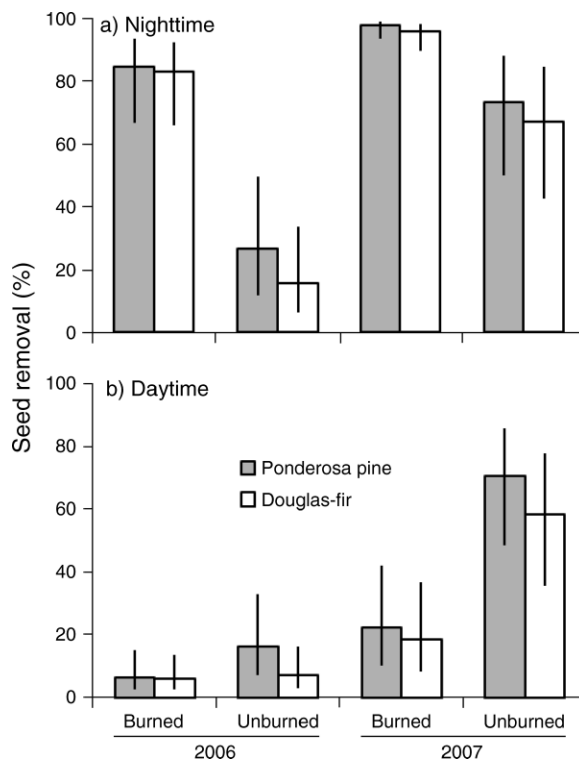 a) Nighttime
100
80
60
40
20
0
Seed removal (%)
b) Daytime
100
80
60
40
20
0
Ponderosa pine
Douglas-fir
Burned Unburned Burned Unburned
2006 2007